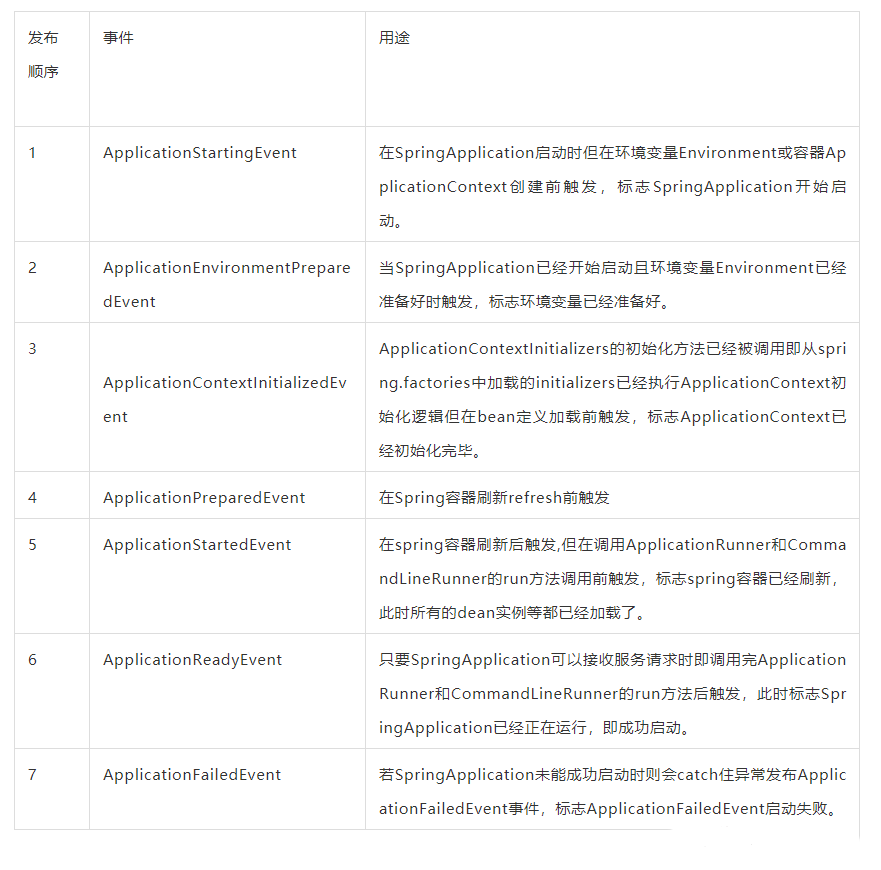 发布
顺序
事件
用途
1
ApplicationStartingEvent
在SpringApplication启动时但在环境变量Environment或容器Ap
plicationContext创建前触发，标志SpringApplication开始启
动。
2
ApplicationEnvironmentPrepare
dEvent
当SpringApplication已经开始启动且环境变量Environment已经
准备好时触发，标志环境变量已经准备好。
3
ApplicationContextInitializedEv
ent
ApplicationContextInitializers的初始化方法已经被调用即从spri
ng.factories中加载的initializers已经执行ApplicationContext初
始化逻辑但在bean定义加载前触发，标志ApplicationContext已
经初始化完毕。
4
ApplicationPreparedEvent
在Spring容器刷新refresh前触发
5
ApplicationStartedEvent
在spring容器刷新后触发,但在调用ApplicationRunner和Comma
ndLineRunner的run方法调用前触发，标志spring容器已经刷新，
此时所有的dean实例等都已经加载了。
6
ApplicationReadyEvent
只要SpringApplication可以接收服务请求时即调用完Application
Runner和CommandLineRunner的run方法后触发，此时标志Spr
ingApplication已经正在运行，即成功启动。
7
ApplicationFailedEvent
若SpringApplication未能成功启动时则会catch住异常发布Applic
ationFailedEvent事件，标志ApplicationFailedEvent启动失败。